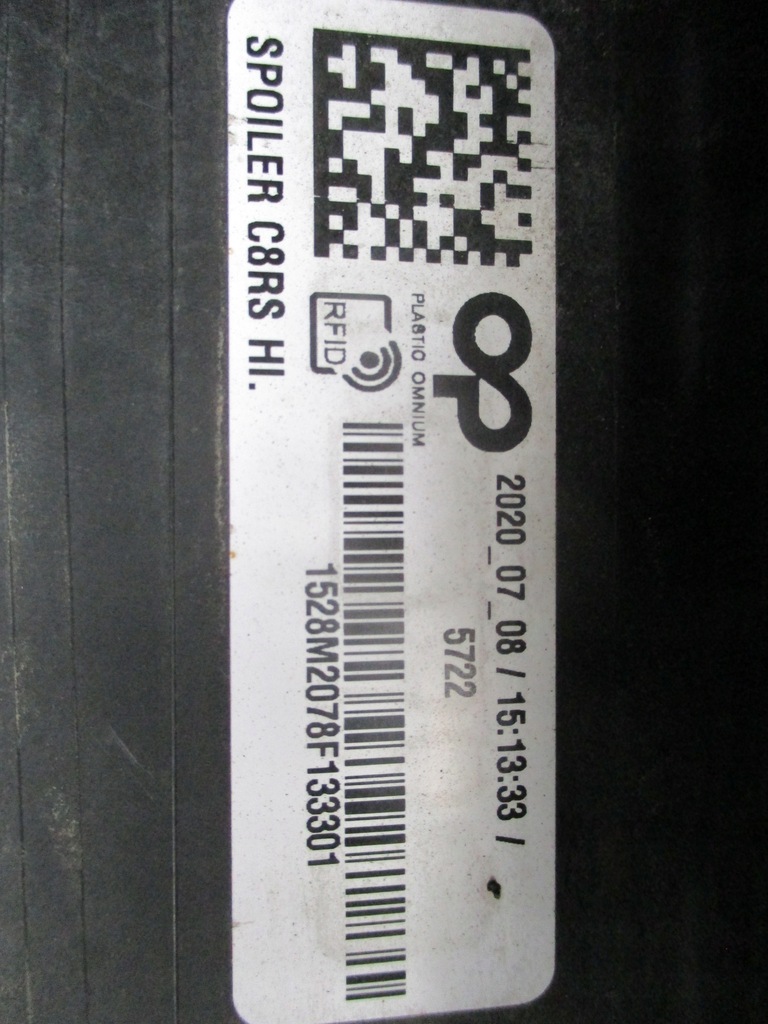 2020_07_08 / 15:13:33 /
5722
PLASTIC OMNIUM
RFID
1528M2078F133301
SPOILER C8RS HI.